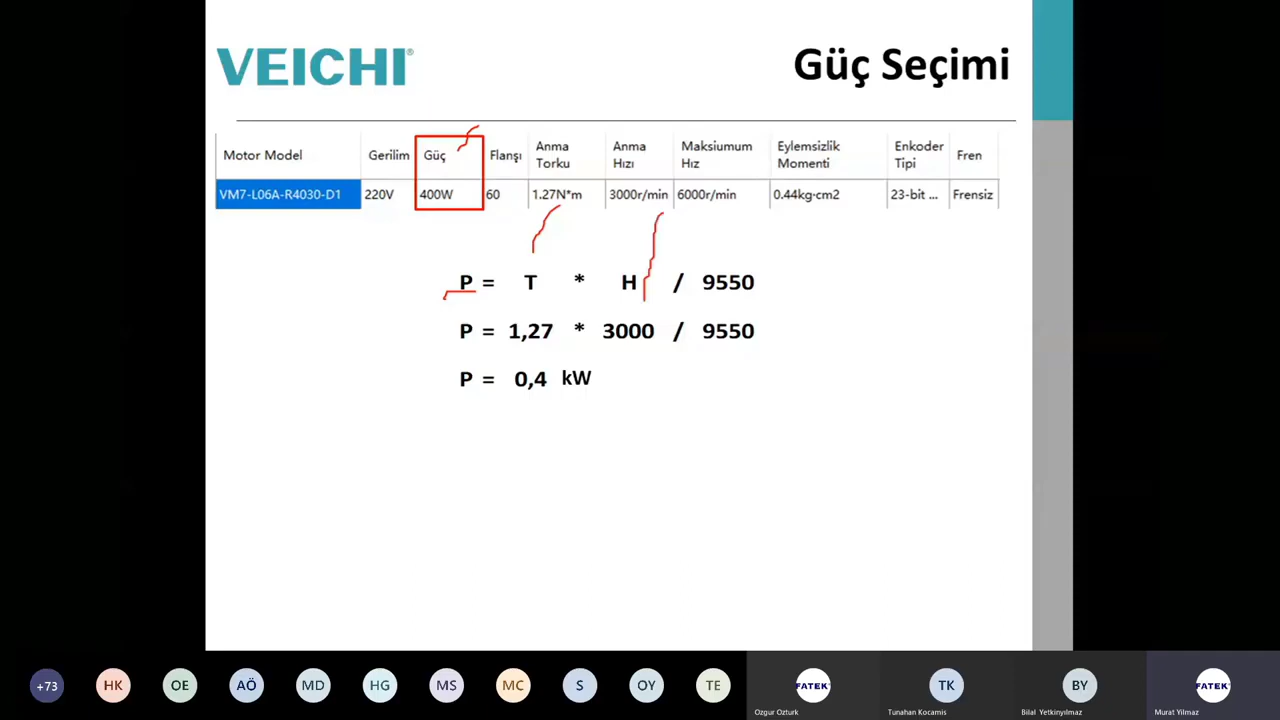 VEICHI®
Güç Seçimi
Motor Model Gerilim Güç Flanşı Anma Torku Anma Hızı Maksiumum Hız Eylemsizlik Momenti Enkoder Tipi Fren
VM7-L06A-R4030-D1 220V 400W 60 1.27N*m 3000r/min 6000r/min 0.44kg·cm2 23-bit ... Frensiz
P = T * H / 9550
P = 1,27 * 3000 / 9550
P = 0,4 kW
+73 HK OE AÖ MD HG MS MC S OY TE FATEK TK BY FATEK
Ozgur Ozturk Tunahan Kocamis Bilal Yetkinyılmaz Murat Yilmaz